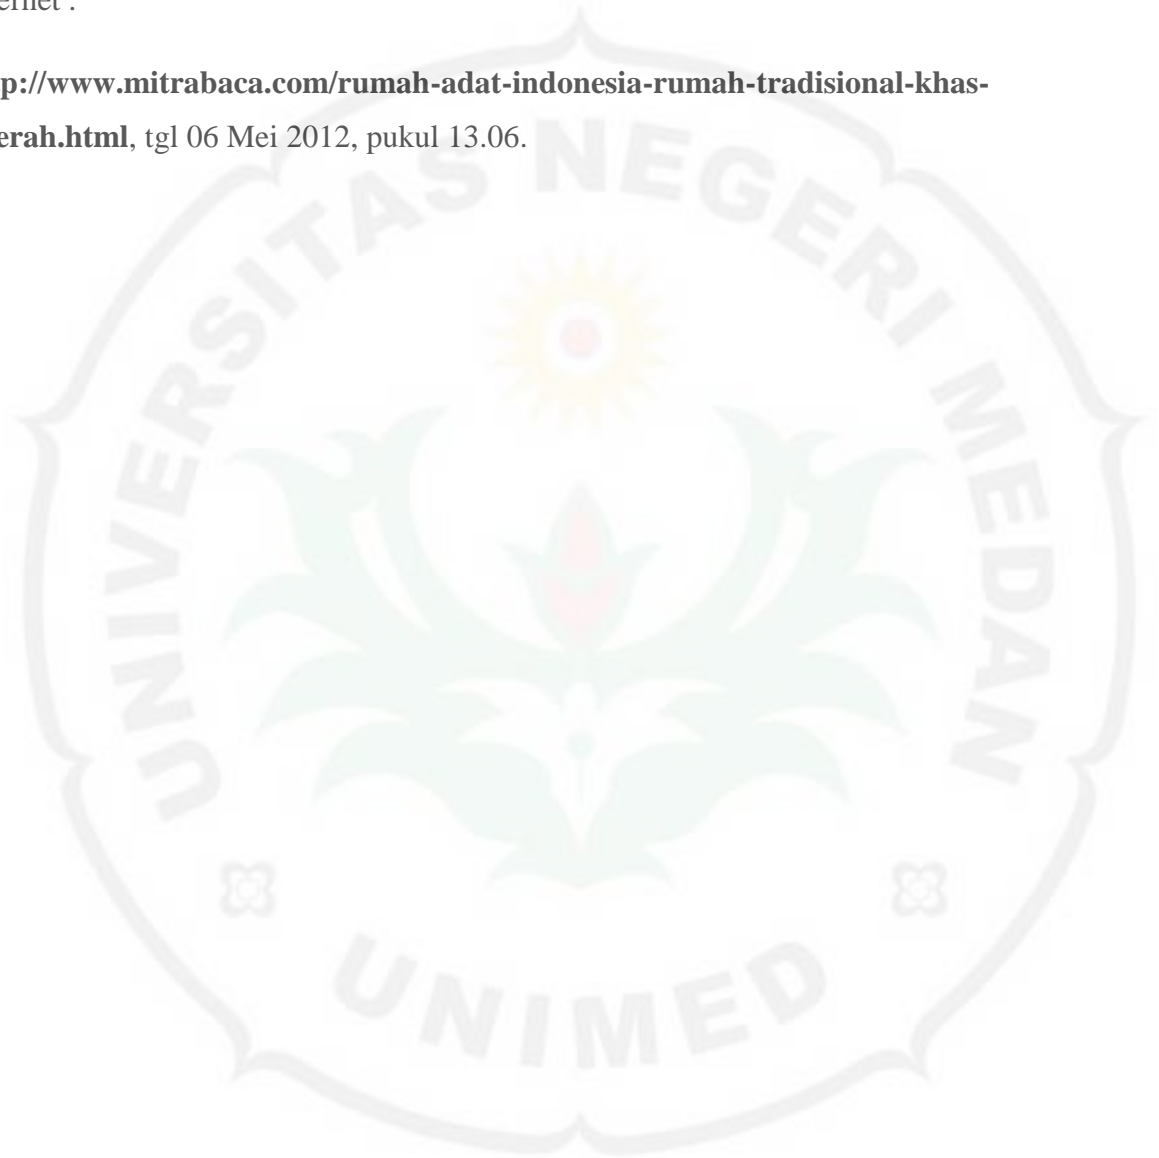 ernet :
p://www.mitrabaca.com/rumah-adat-indonesia-rumah-tradisional-khas-
erah.html, tgl 06 Mei 2012, pukul 13.06.
UNIVERSITAS NEGERI MEDAN
UNIMED